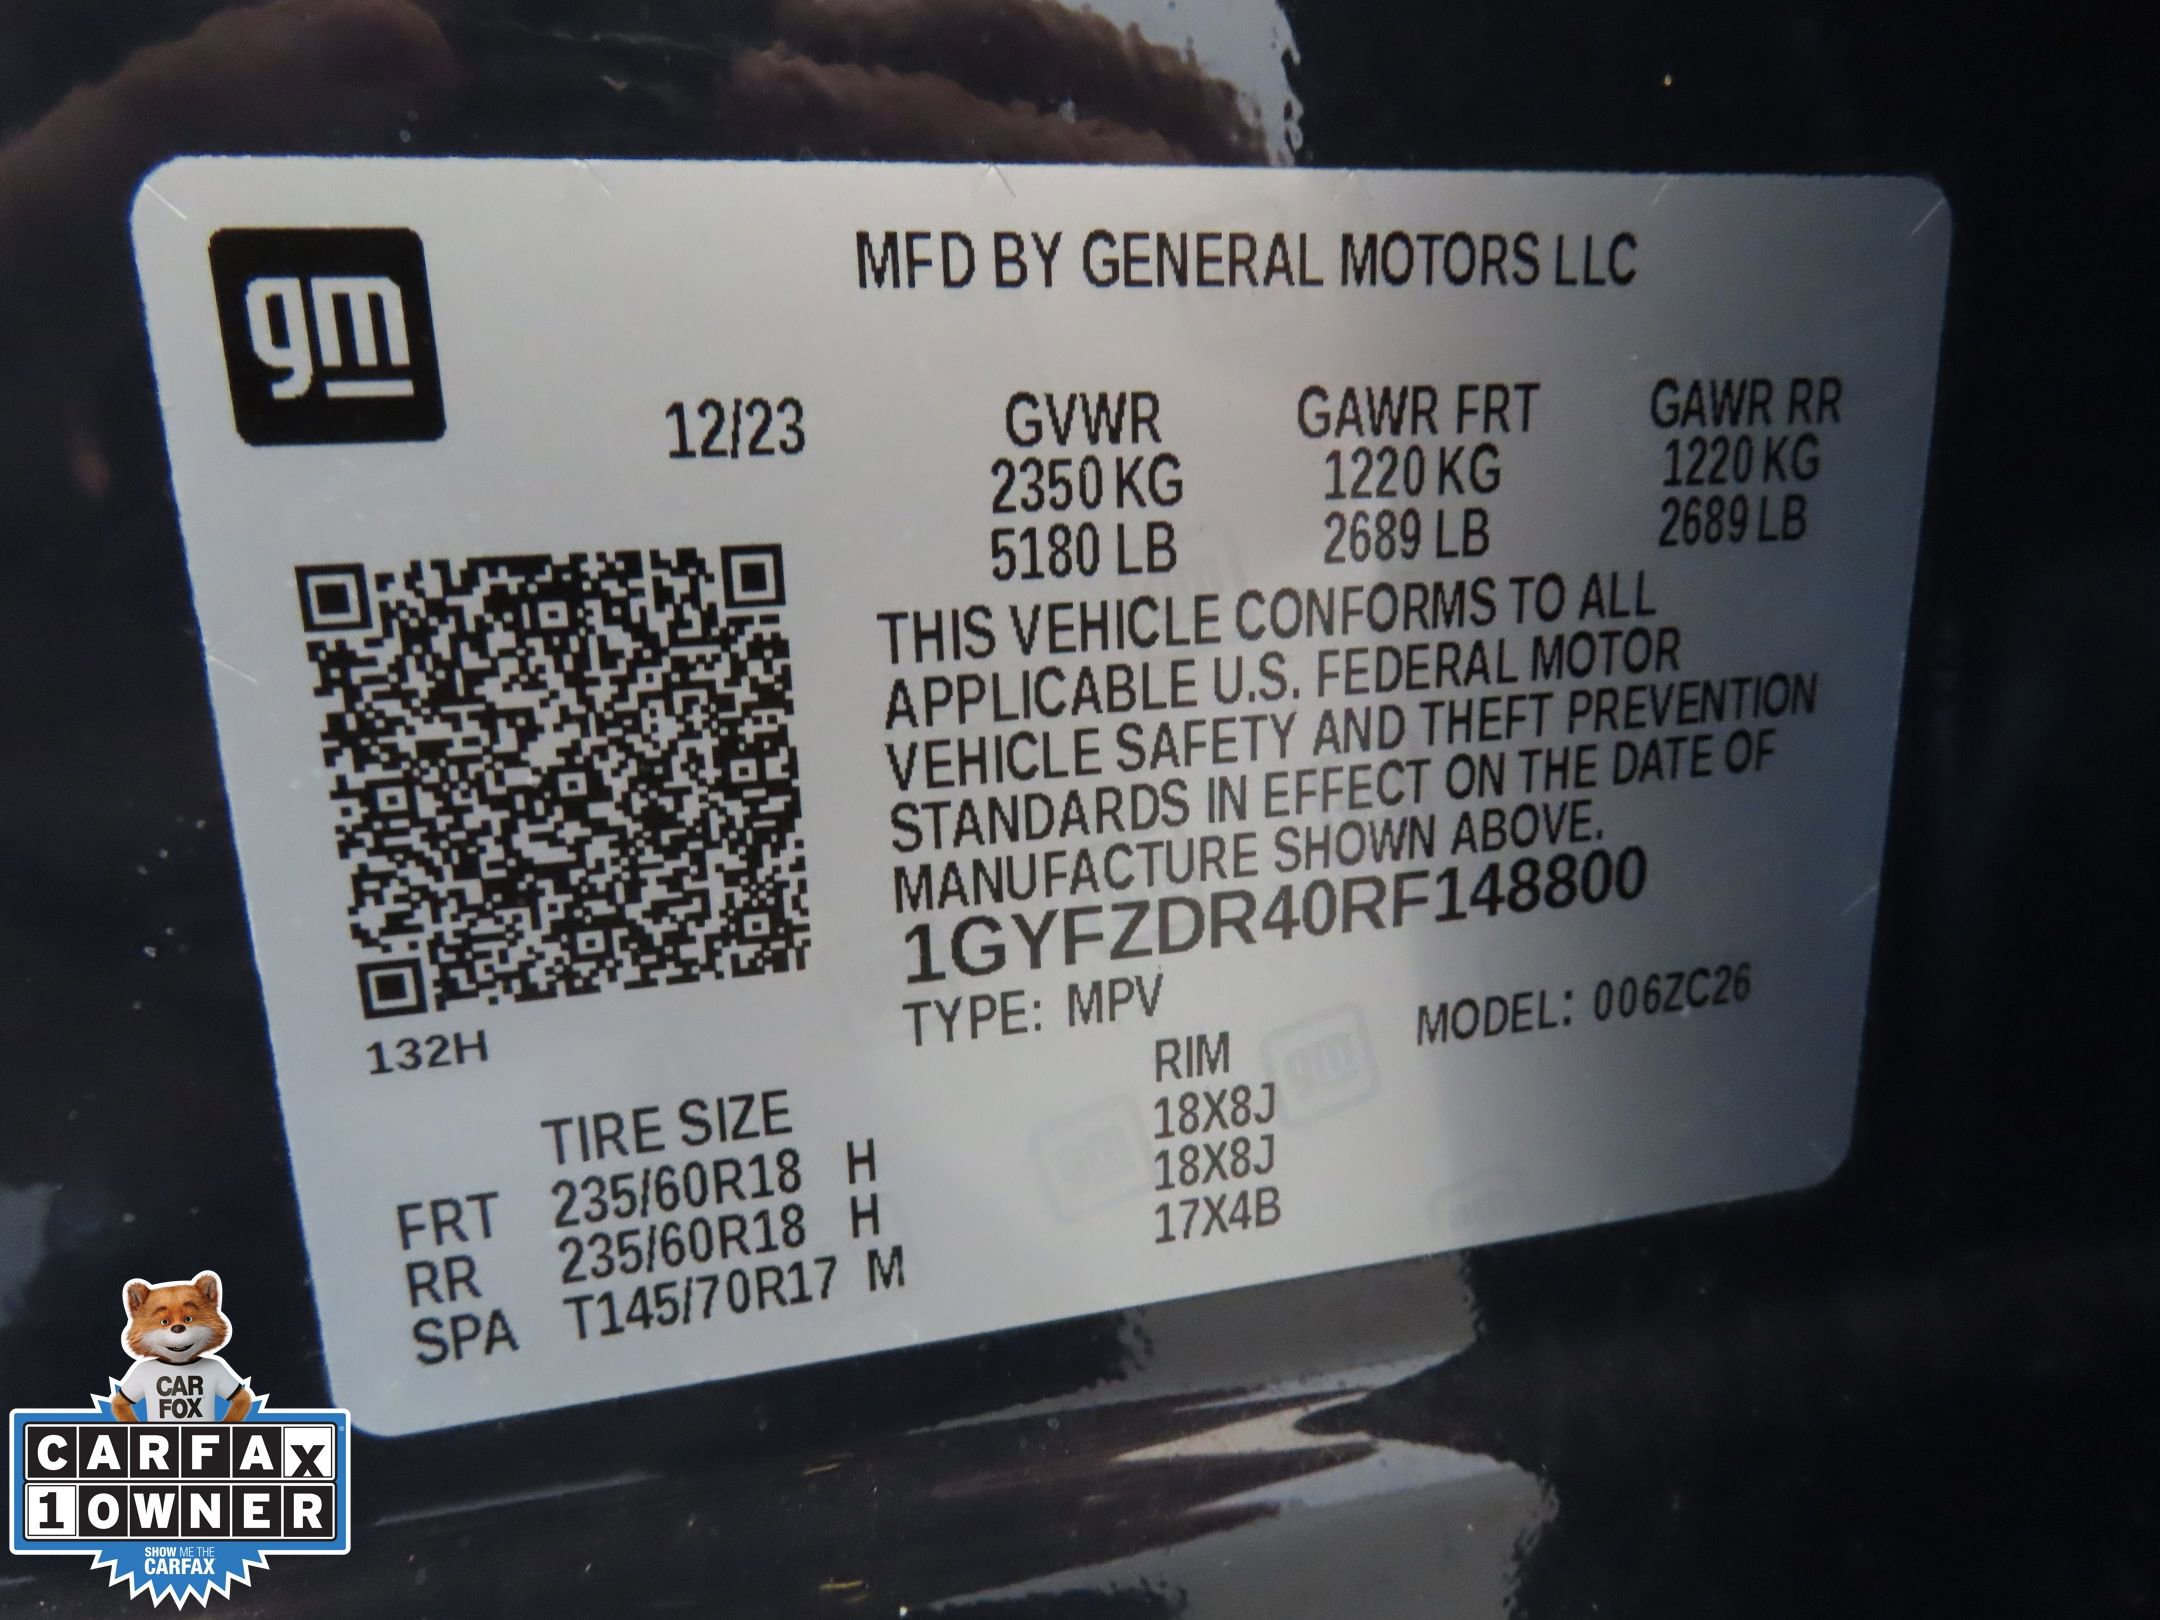 gm
MFD BY GENERAL MOTORS LLC
12/23
GVWR GAWR FRT GAWR RR
2350 KG 1220 KG 1220 KG
5180 LB 2689 LB 2689 LB
THIS VEHICLE CONFORMS TO ALL
APPLICABLE U.S. FEDERAL MOTOR
VEHICLE SAFETY AND THEFT PREVENTION
STANDARDS IN EFFECT ON THE DATE OF
MANUFACTURE SHOWN ABOVE.
1GYFZDR40RF148800
TYPE: MPV MODEL: 006ZC26
132H
TIRE SIZE RIM
FRT 235/60R18 H 18X8J
RR 235/60R18 H 18X8J
SPA T145/70R17 M 17X4B
gm
gm
CAR
FOX
CARFAX
1 OWNER
SHOW ME THE
CARFAX